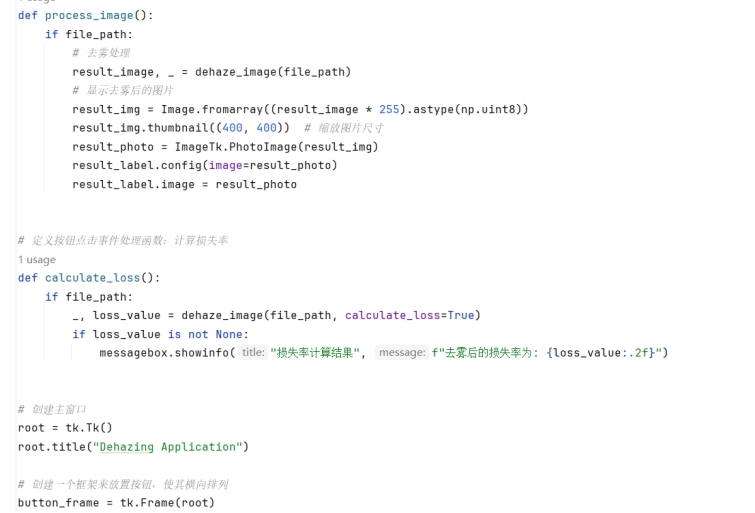 def process_image():
if file_path:
# 去雾处理
result_image, _ = dehaze_image(file_path)
# 显示去雾后的图片
result_img = Image.fromarray((result_image * 255).astype(np.uint8))
result_img.thumbnail((400, 400))  # 缩放图片尺寸
result_photo = ImageTk.PhotoImage(result_img)
result_label.config(image=result_photo)
result_label.image = result_photo
# 定义按钮点击事件处理函数：计算损失率
1 usage
def calculate_loss():
if file_path:
_, loss_value = dehaze_image(file_path, calculate_loss=True)
if loss_value is not None:
messagebox.showinfo( title: "损失率计算结果",  message: f"去雾后的损失率为: {loss_value:.2f}")
# 创建主窗口
root = tk.Tk()
root.title("Dehazing Application")
# 创建一个框架来放置按钮，使其横向排列
button_frame = tk.Frame(root)